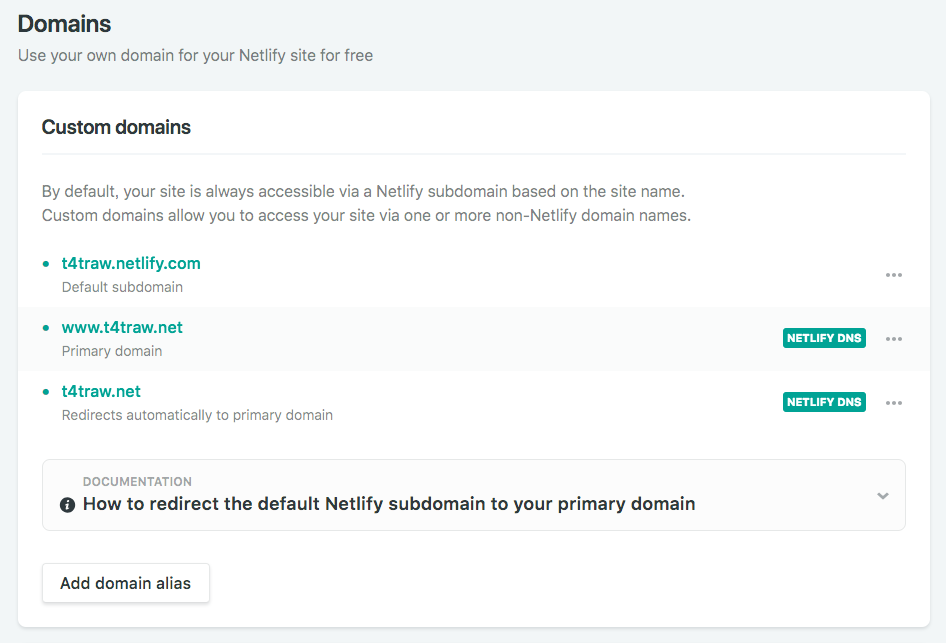 Domains
Use your own domain for your Netlify site for free
Custom domains
By default, your site is always accessible via a Netlify subdomain based on the site name.
Custom domains allow you to access your site via one or more non-Netlify domain names.
t4traw.netlify.com
Default subdomain
www.t4traw.net
NETLIFY DNS
Primary domain
t4traw.net
NETLIFY DNS
Redirects automatically to primary domain
DOCUMENTATION
How to redirect the default Netlify subdomain to your primary domain
Add domain alias